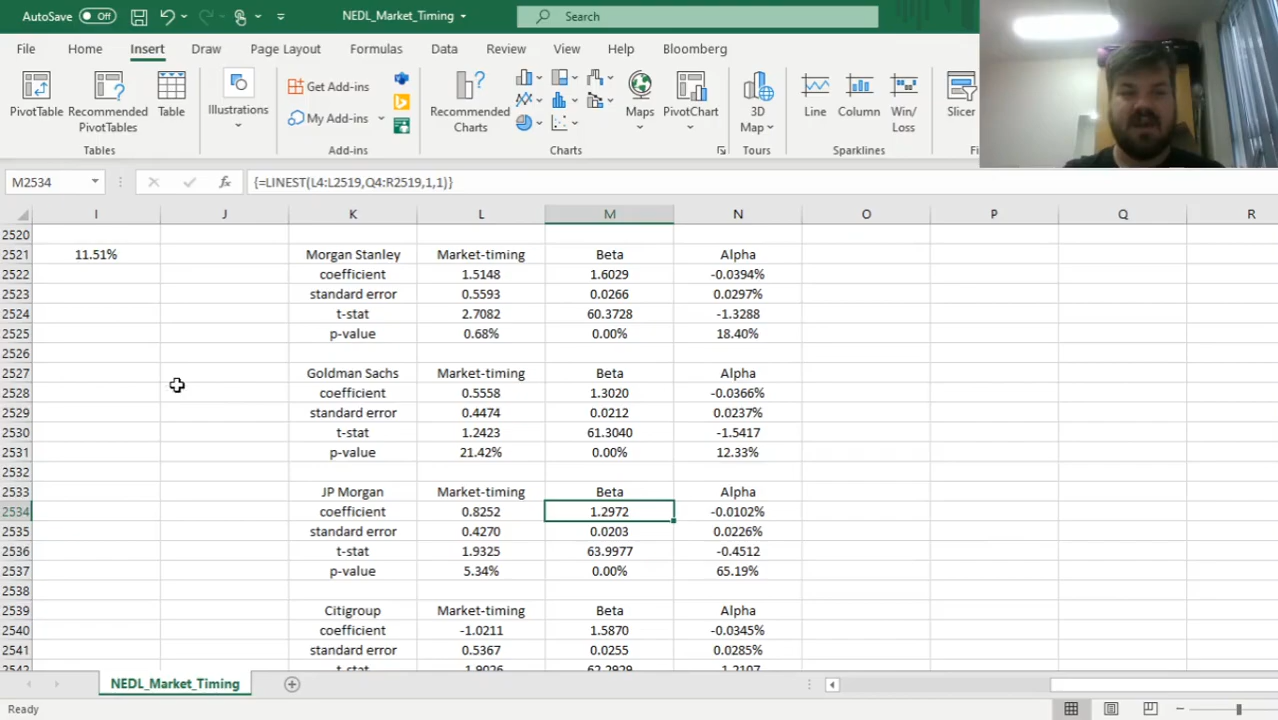 AutoSave Off NEDL_Market_Timing Search
File Home Insert Draw Page Layout Formulas Data Review View Help Bloomberg
PivotTable Recommended PivotTables Table Illustrations Get Add-ins My Add-ins Recommended Charts Maps PivotChart 3D Map Line Column Win/Loss Slicer
Tables Add-ins Charts Tours Sparklines
M2534 fx {=LINEST(L4:L2519,Q4:R2519,1,1)}
I J K L M N O P Q R
2520
2521 11.51% Morgan Stanley Market-timing Beta Alpha
2522 coefficient 1.5148 1.6029 -0.0394%
2523 standard error 0.5593 0.0266 0.0297%
2524 t-stat 2.7082 60.3728 -1.3288
2525 p-value 0.68% 0.00% 18.40%
2526
2527 Goldman Sachs Market-timing Beta Alpha
2528 coefficient 0.5558 1.3020 -0.0366%
2529 standard error 0.4474 0.0212 0.0237%
2530 t-stat 1.2423 61.3040 -1.5417
2531 p-value 21.42% 0.00% 12.33%
2532
2533 JP Morgan Market-timing Beta Alpha
2534 coefficient 0.8252 1.2972 -0.0102%
2535 standard error 0.4270 0.0203 0.0226%
2536 t-stat 1.9325 63.9977 -0.4512
2537 p-value 5.34% 0.00% 65.19%
2538
2539 Citigroup Market-timing Beta Alpha
2540 coefficient -1.0211 1.5870 -0.0345%
2541 standard error 0.5367 0.0255 0.0285%
2542 t-stat -1.9026 62.2929 -1.2107
NEDL_Market_Timing
Ready